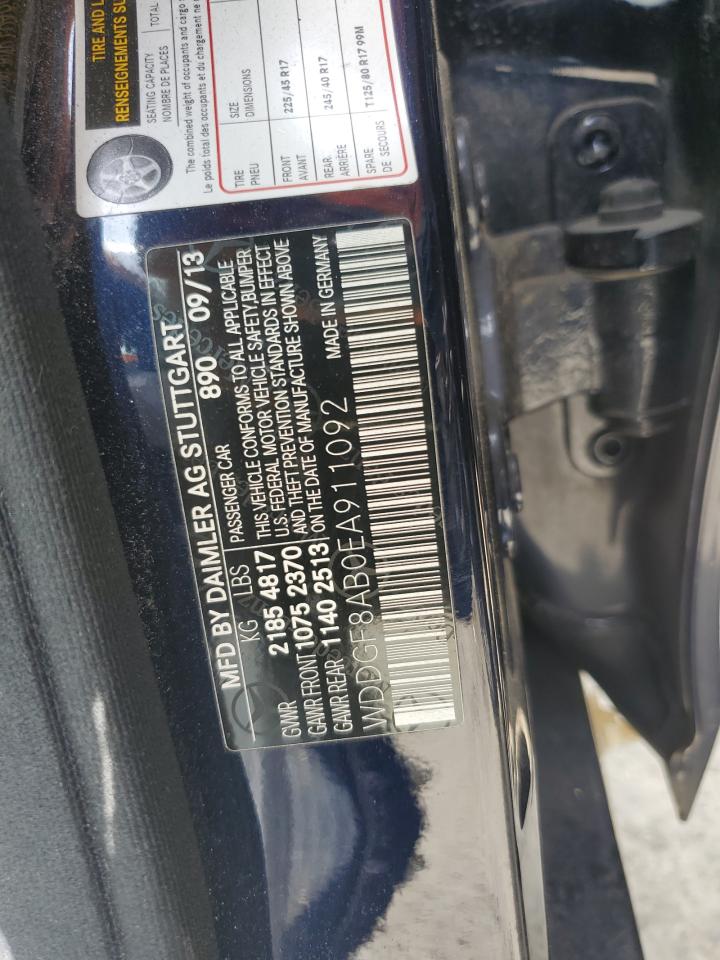 TIRE AND L
RENSEIGNEMENTS SU
SEATING CAPACITY
NOMBRE DE PLACES
TOTAL
The combined weight of occupants and cargo s
Le poids total des occupants et du chargement ne
TIRE
PNEU
SIZE
DIMENSIONS
FRONT
AVANT
225/45 R17
REAR
ARRIÈRE
245/40 R17
SPARE
DE SECOURS
T125/80 R17 99M
MFD BY DAIMLER AG STUTTGART
890 09/13
KG LBS
PASSENGER CAR
GVWR 2185 4817
GAWR FRONT 1075 2370
GAWR REAR 1140 2513
THIS VEHICLE CONFORMS TO ALL APPLICABLE
U.S. FEDERAL MOTOR VEHICLE SAFETY,BUMPER
AND THEFT PREVENTION STANDARDS IN EFFECT
ON THE DATE OF MANUFACTURE SHOWN ABOVE
WDDGF8AB0EA911092
MADE IN GERMANY